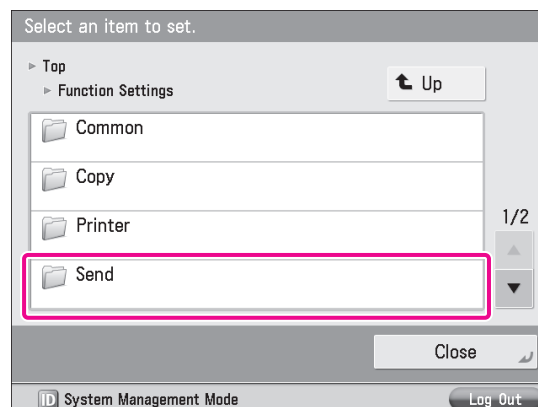 Select an item to set.
Top
Function Settings
Up
Common
Copy
Printer
Send
1/2
Close
ID System Management Mode
Log Out